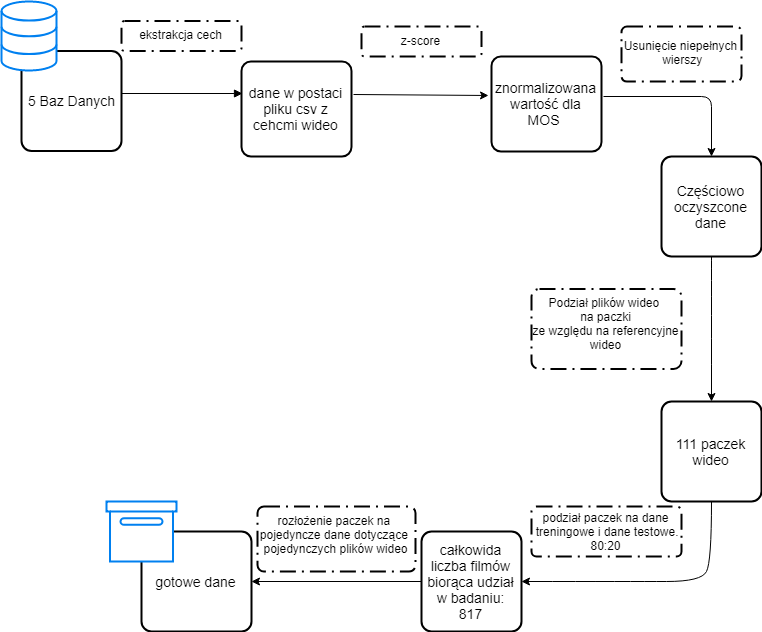 ekstrakcja cech
5 Baz Danych
dane w postaci
pliku csv z
cehcmi wideo
z-score
znormalizowana
wartość dla
MOS
Usunięcie niepełnych
wierszy
Częściowo
oczyszcone
dane
Podział plików wideo
na paczki
ze względu na referencyjne
wideo
111 paczek
wideo
podział paczek na dane
treningowe i dane testowe.
80:20
całkowida
liczba filmów
biorąca udział
w badaniu:
817
rozłożenie paczek na
pojedyncze dane dotyczące
pojedynczych plików wideo
gotowe dane